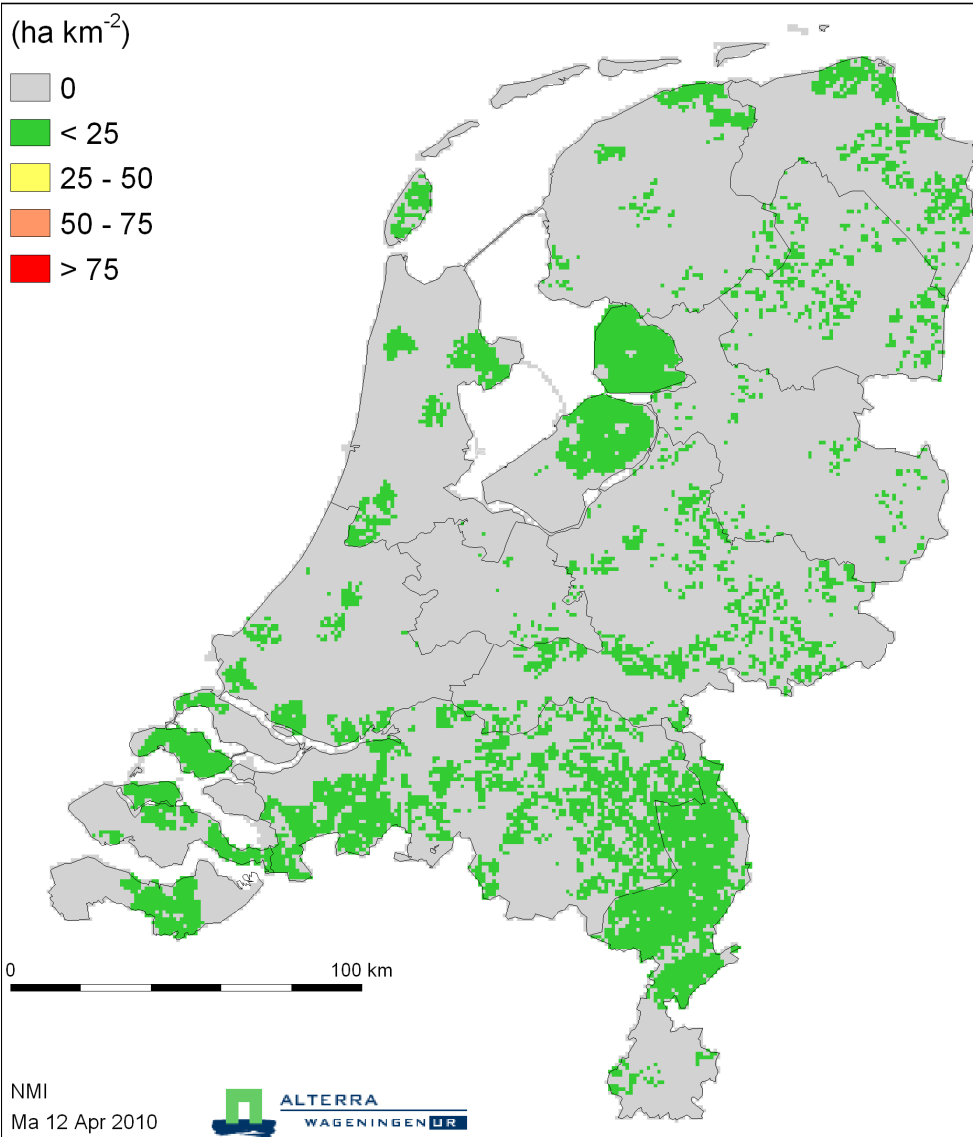 (ha km⁻²)
0
< 25
25 - 50
50 - 75
> 75
0 100 km
NMI
Ma 12 Apr 2010
ALTERRA
WAGENINGEN UR